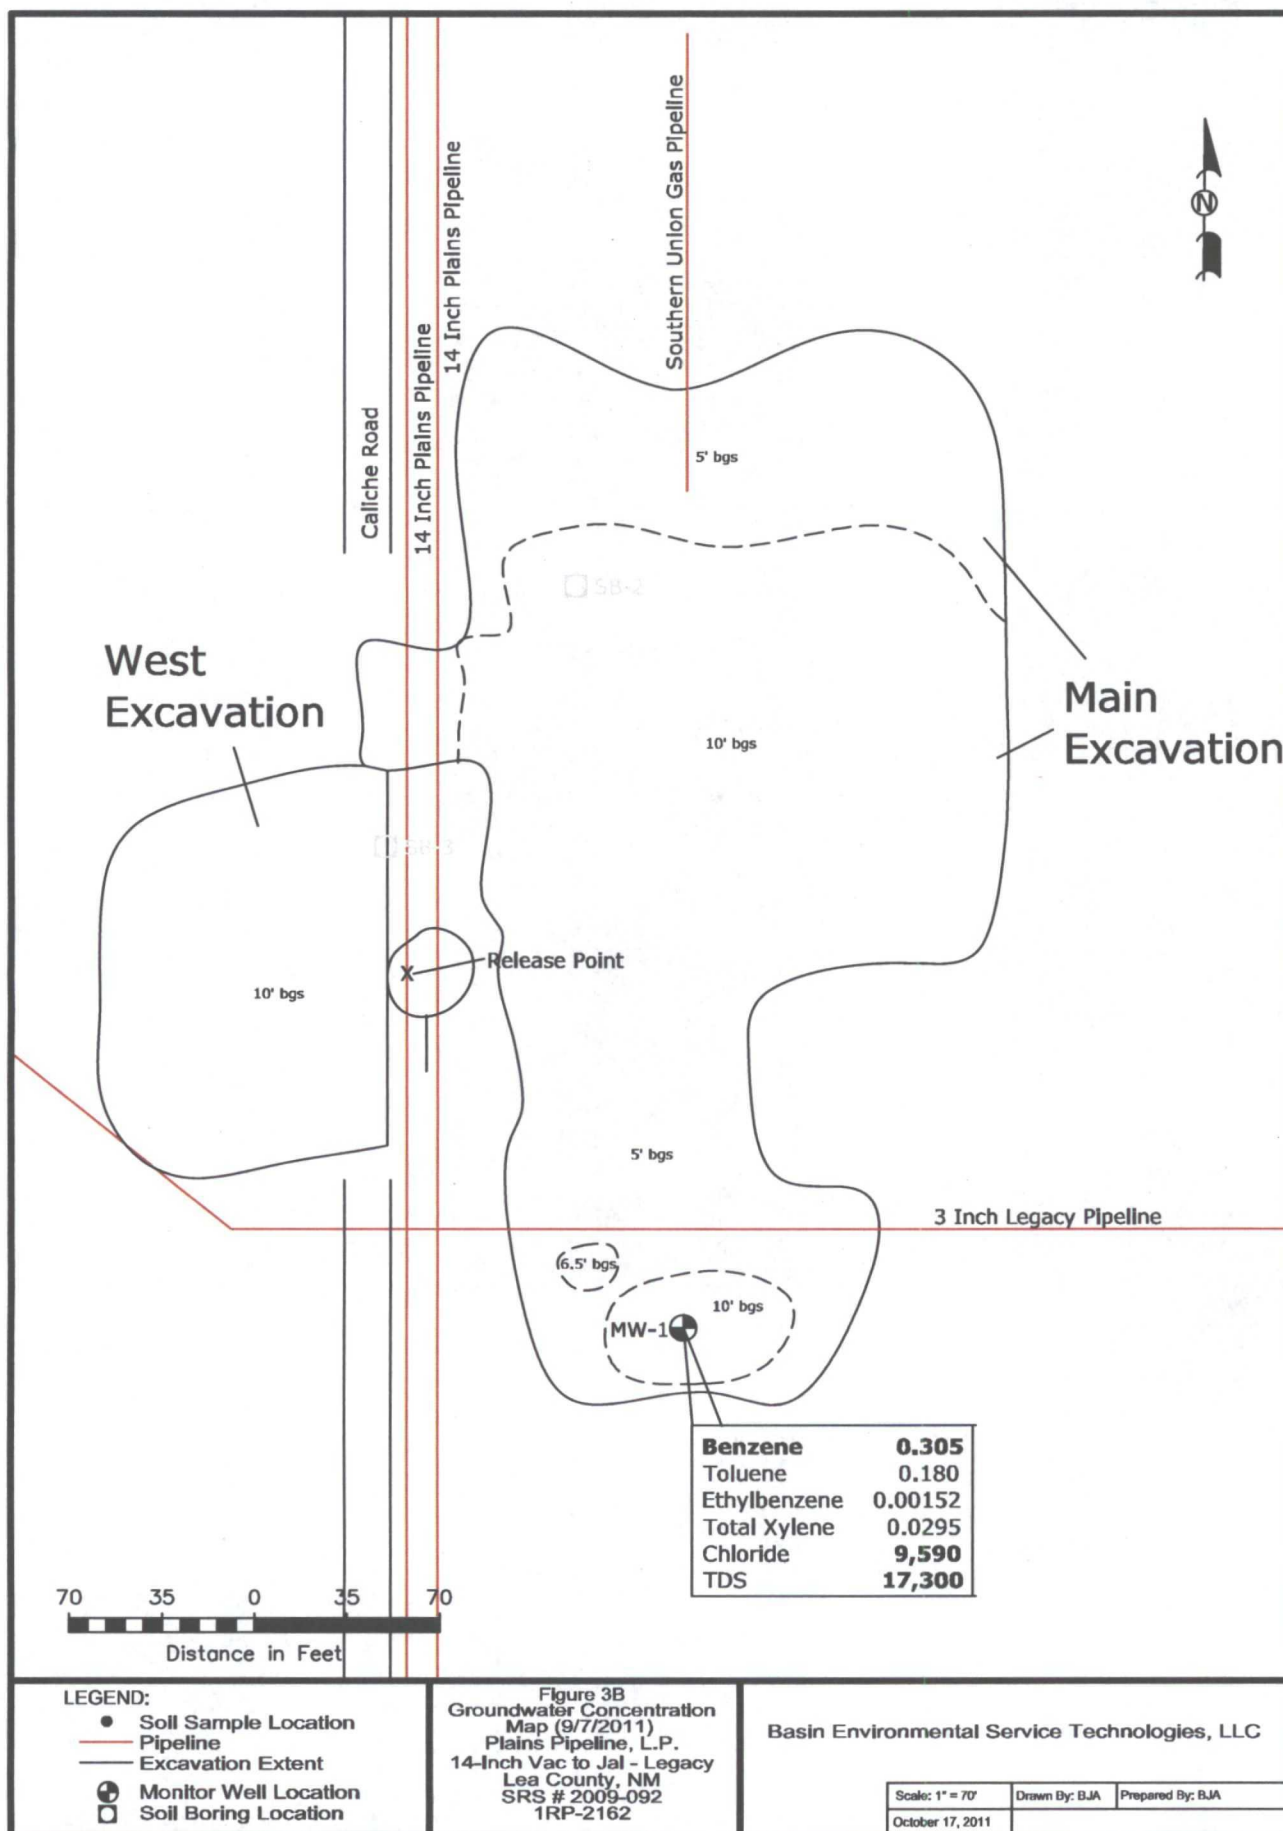 Southern Union Gas Pipeline
14 Inch Plains Pipeline
14 Inch Plains Pipeline
Caliche Road
N
5' bgs
SB-2
West
Excavation
Main
Excavation
10' bgs
SB-3
Release Point
X
10' bgs
5' bgs
3 Inch Legacy Pipeline
6.5' bgs
10' bgs
MW-1
Benzene 0.305
Toluene 0.180
Ethylbenzene 0.00152
Total Xylene 0.0295
Chloride 9,590
TDS 17,300
70 35 0 35 70
Distance in Feet
LEGEND:
Soil Sample Location
Pipeline
Excavation Extent
Monitor Well Location
Soil Boring Location
Figure 3B
Groundwater Concentration
Map (9/7/2011)
Plains Pipeline, L.P.
14-Inch Vac to Jal - Legacy
Lea County, NM
SRS # 2009-092
1RP-2162
Basin Environmental Service Technologies, LLC
Scale: 1" = 70' Drawn By: BJA Prepared By: BJA
October 17, 2011